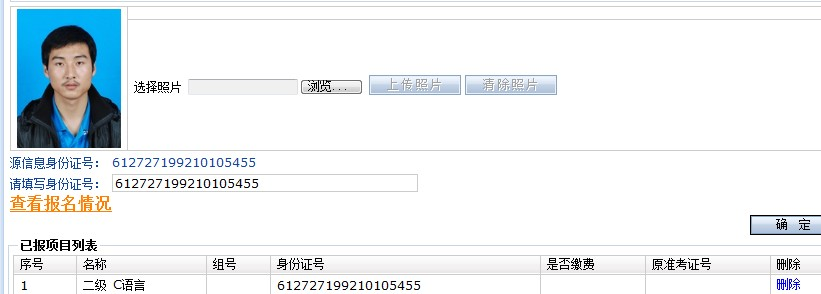 选择照片 浏览... 上传照片 清除照片
源信息身份证号： 612727199210105455
请填写身份证号： 612727199210105455
查看报名情况
确 定
已报项目列表
序号 名称 组号 身份证号 是否缴费 原准考证号 删除
1 二级 C语言 612727199210105455 删除